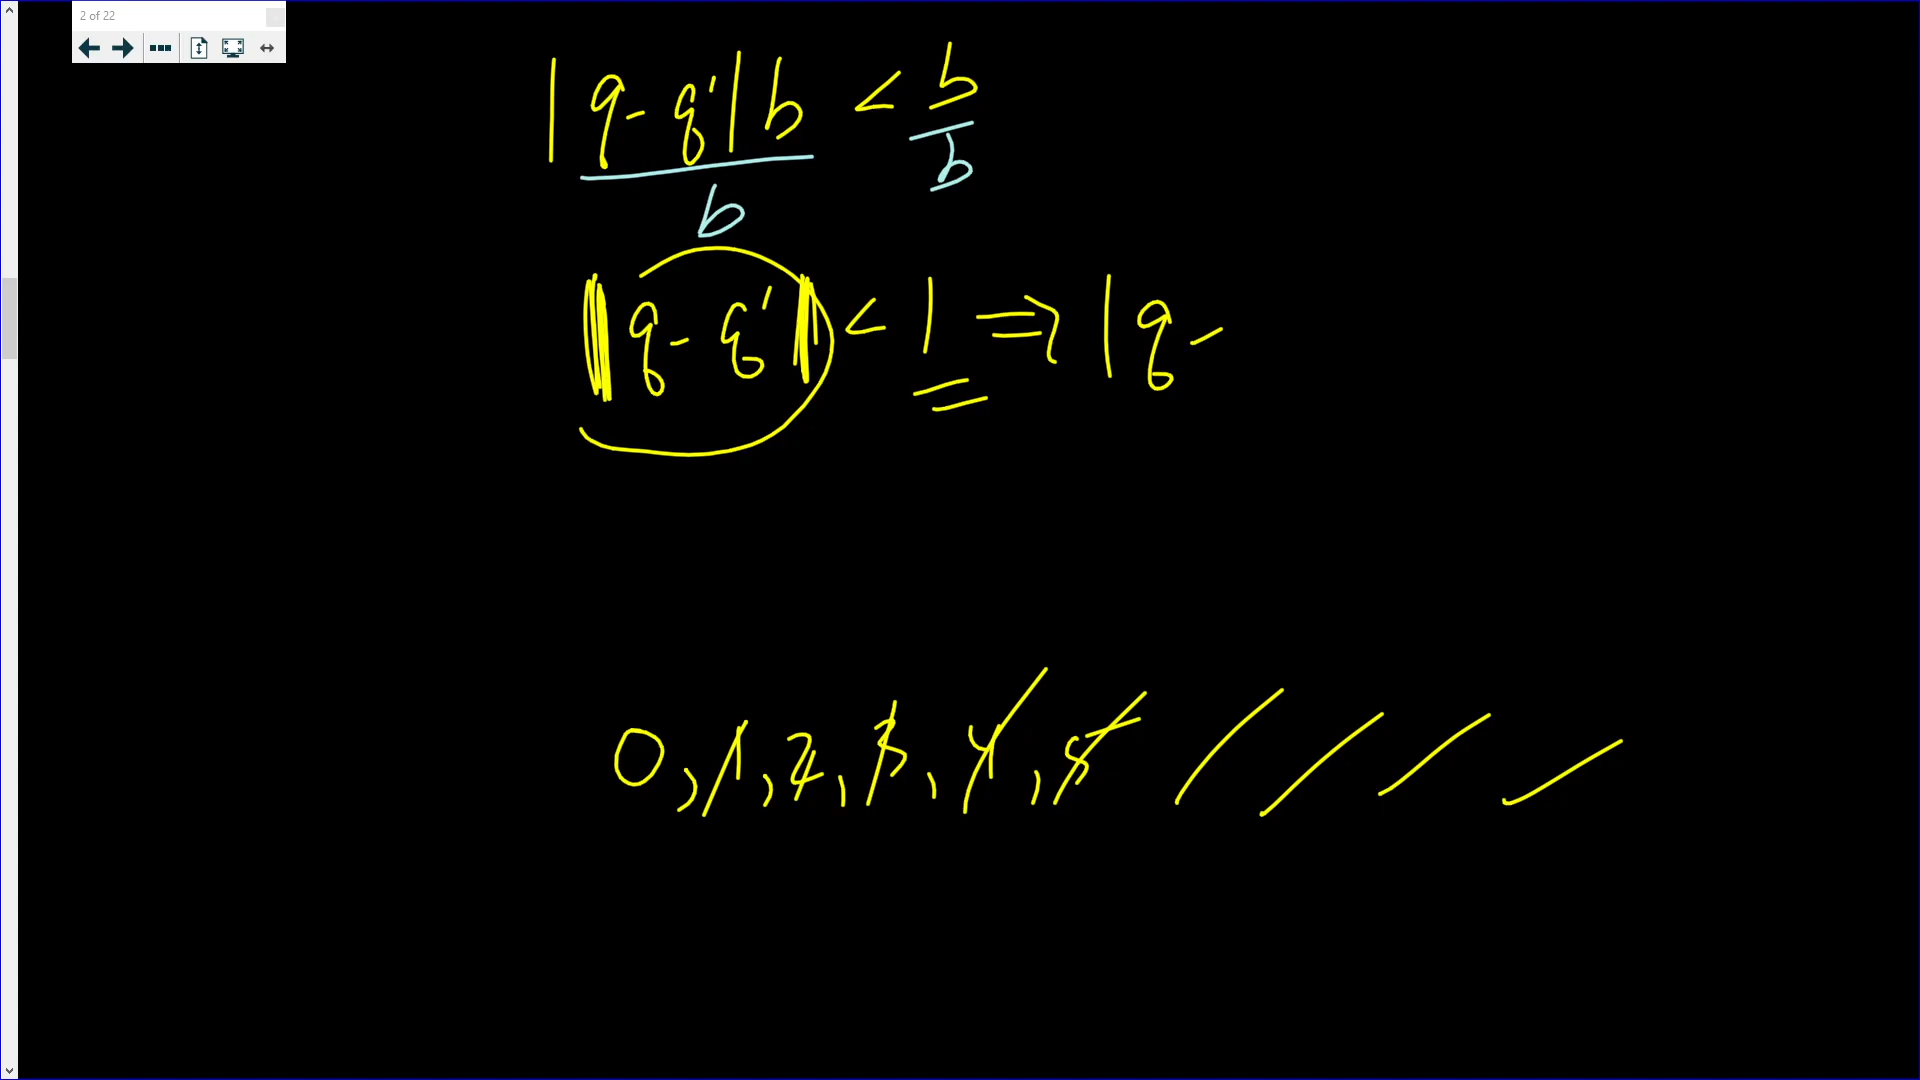 2 of 22
|q - q'| b < b
b b
|q - q'| < 1 ⇒ |q -
0, 1, 2, 3, 4, 5